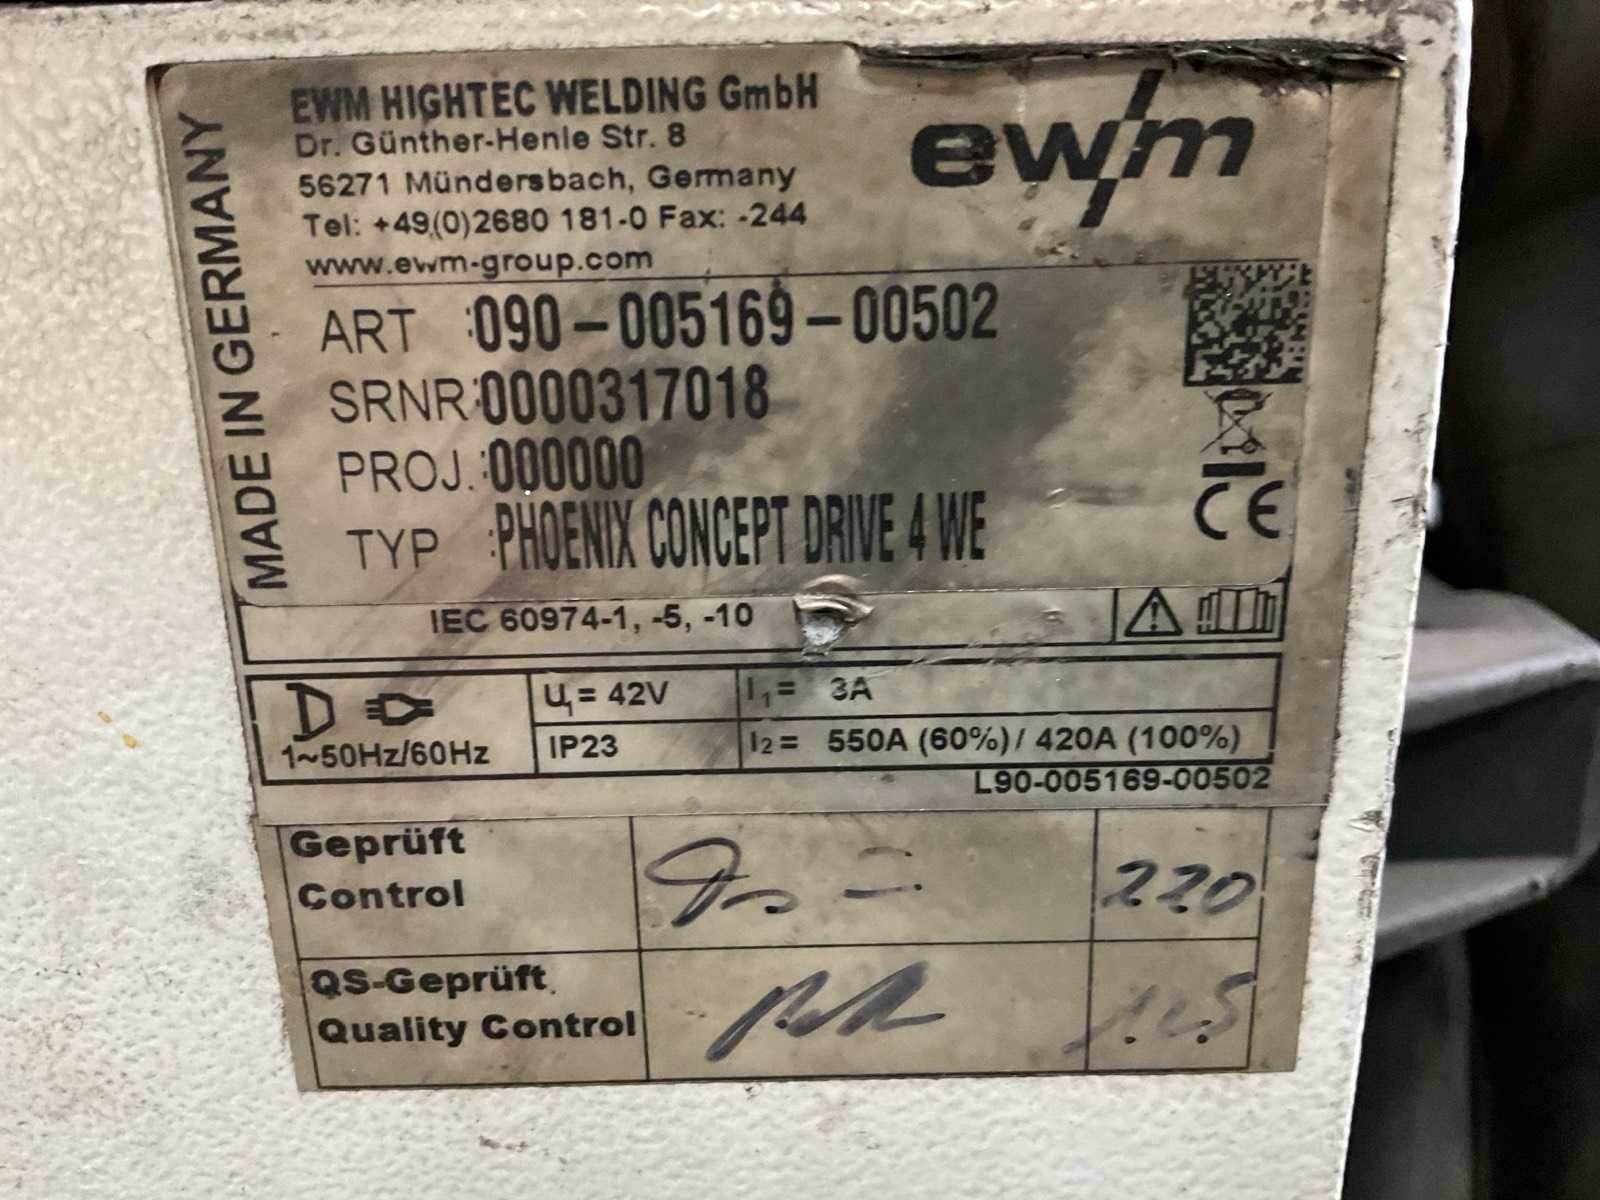 MADE IN GERMANY
EWM HIGHTEC WELDING GmbH
Dr. Günther-Henle Str. 8
56271 Mündersbach, Germany
Tel: +49(0)2680 181-0 Fax: -244
www.ewm-group.com
ewm
ART :090-005169-00502
SRNR:0000317018
PROJ.:000000
TYP :PHOENIX CONCEPT DRIVE 4 WE
CE
IEC 60974-1, -5, -10
1~50Hz/60Hz
U1= 42V
I1= 3A
IP23
I2= 550A (60%)/ 420A (100%)
L90-005169-00502
Geprüft
Control
220
QS-Geprüft
Quality Control